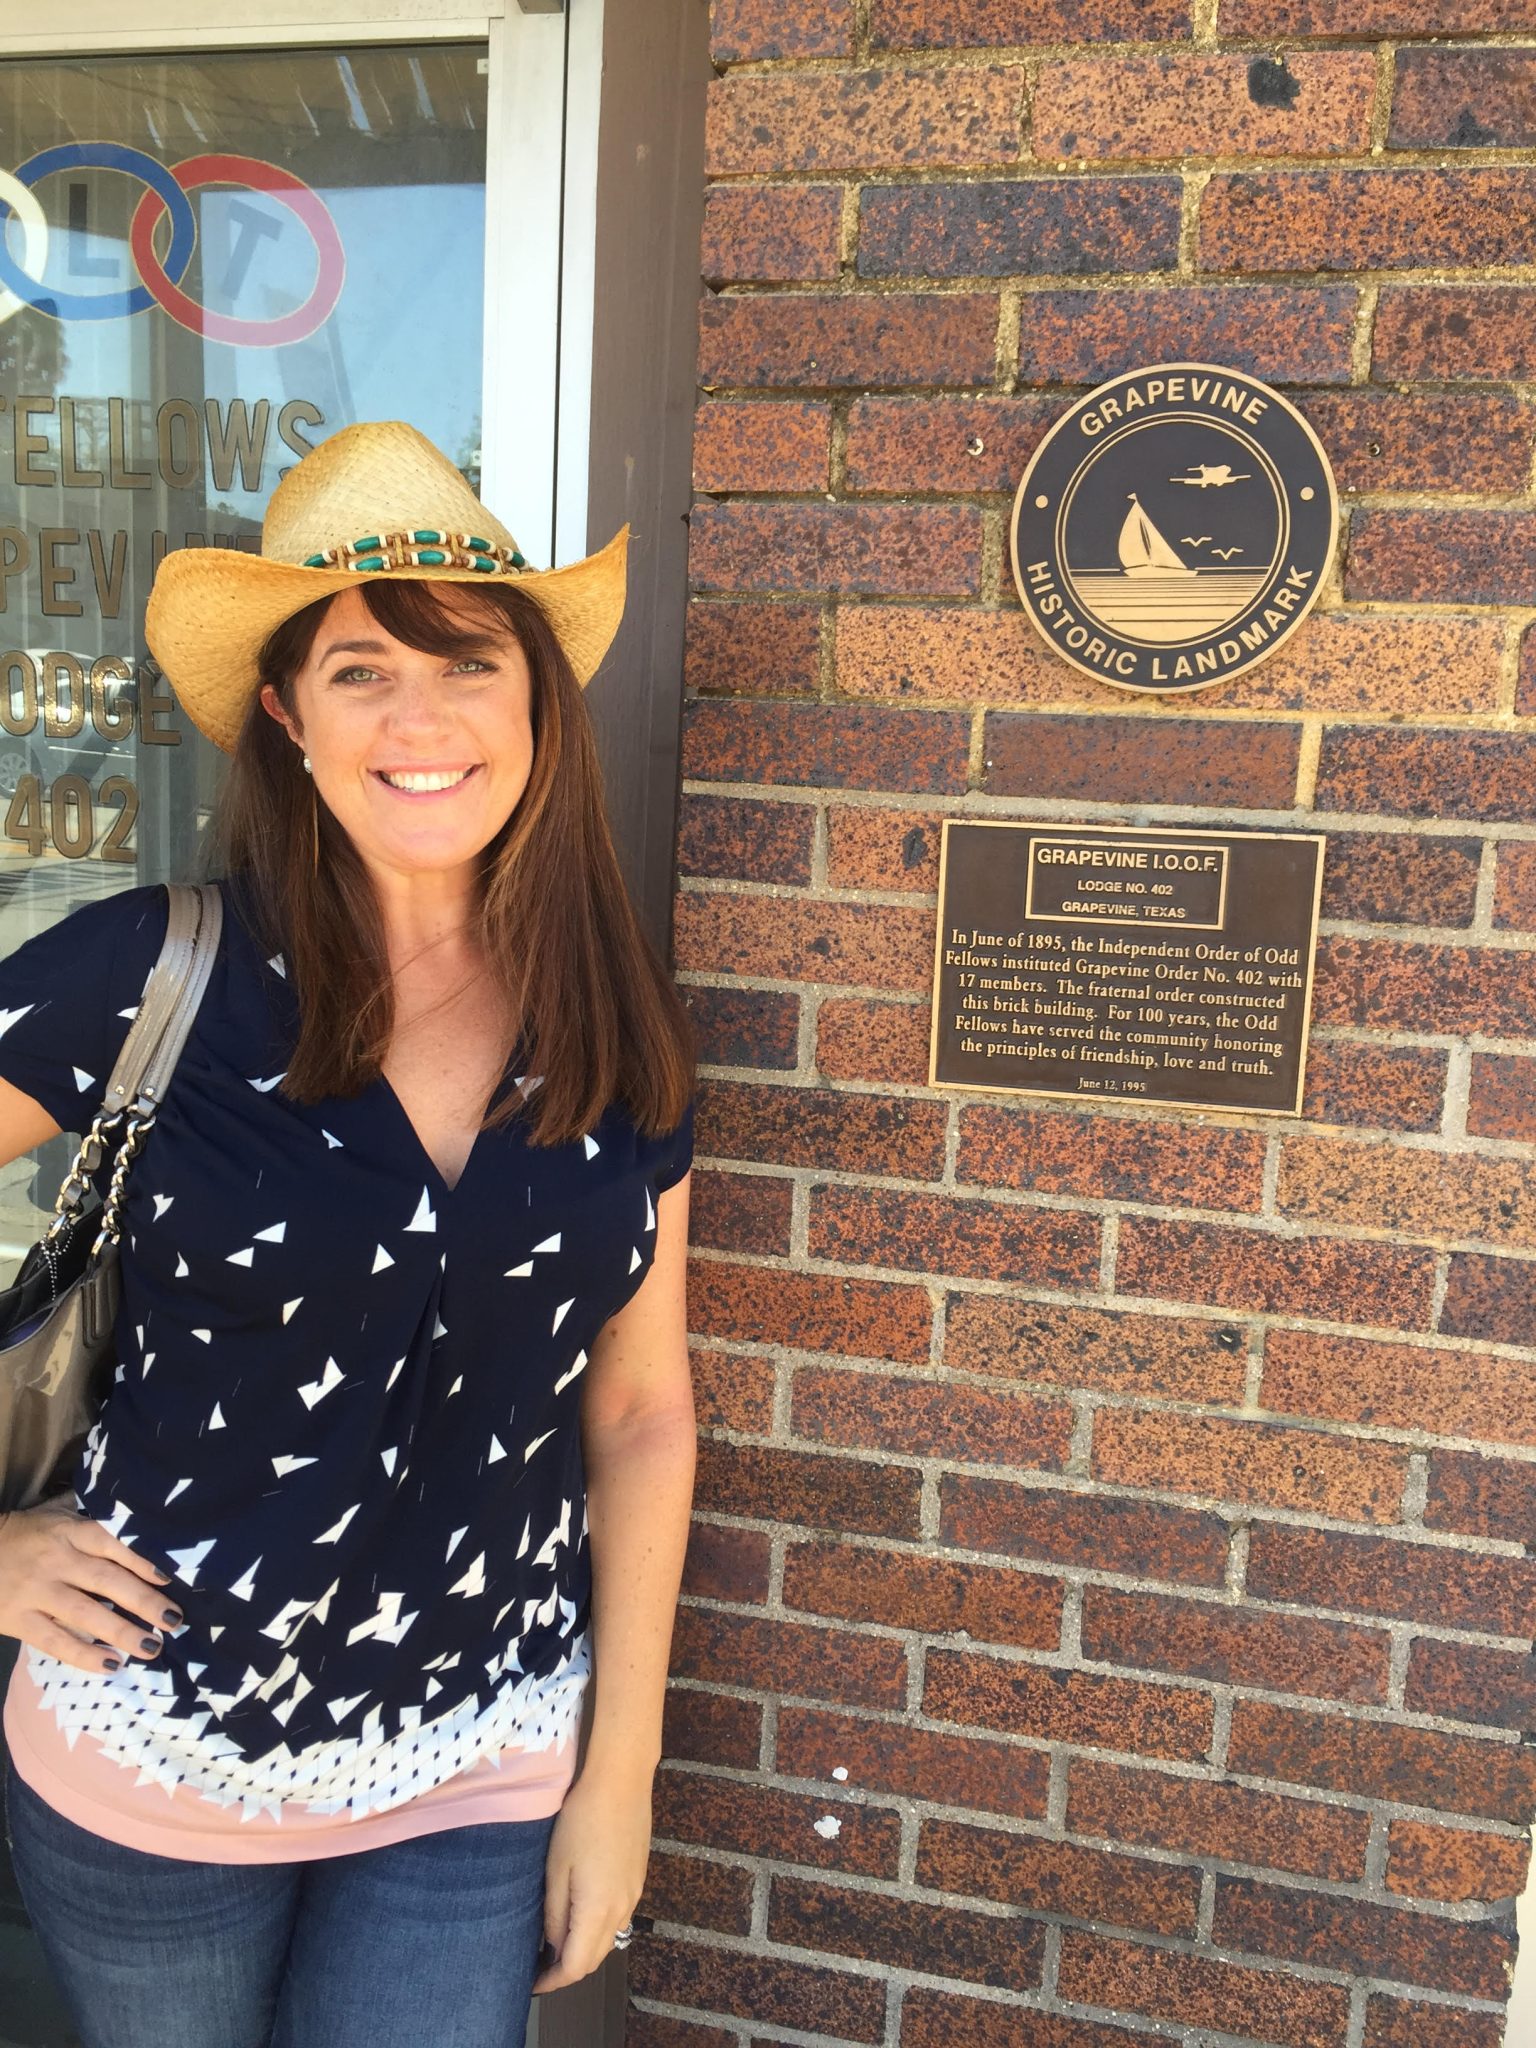 L T
FELLOWS
ODGE
402
GRAPEVINE
HISTORIC LANDMARK
GRAPEVINE I.O.O.F.
LODGE NO. 402
GRAPEVINE, TEXAS
In June of 1895, the Independent Order of Odd
Fellows instituted Grapevine Order No. 402 with
17 members. The fraternal order constructed
this brick building. For 100 years, the Odd
Fellows have served the community honoring
the principles of friendship, love and truth.
June 12, 1995